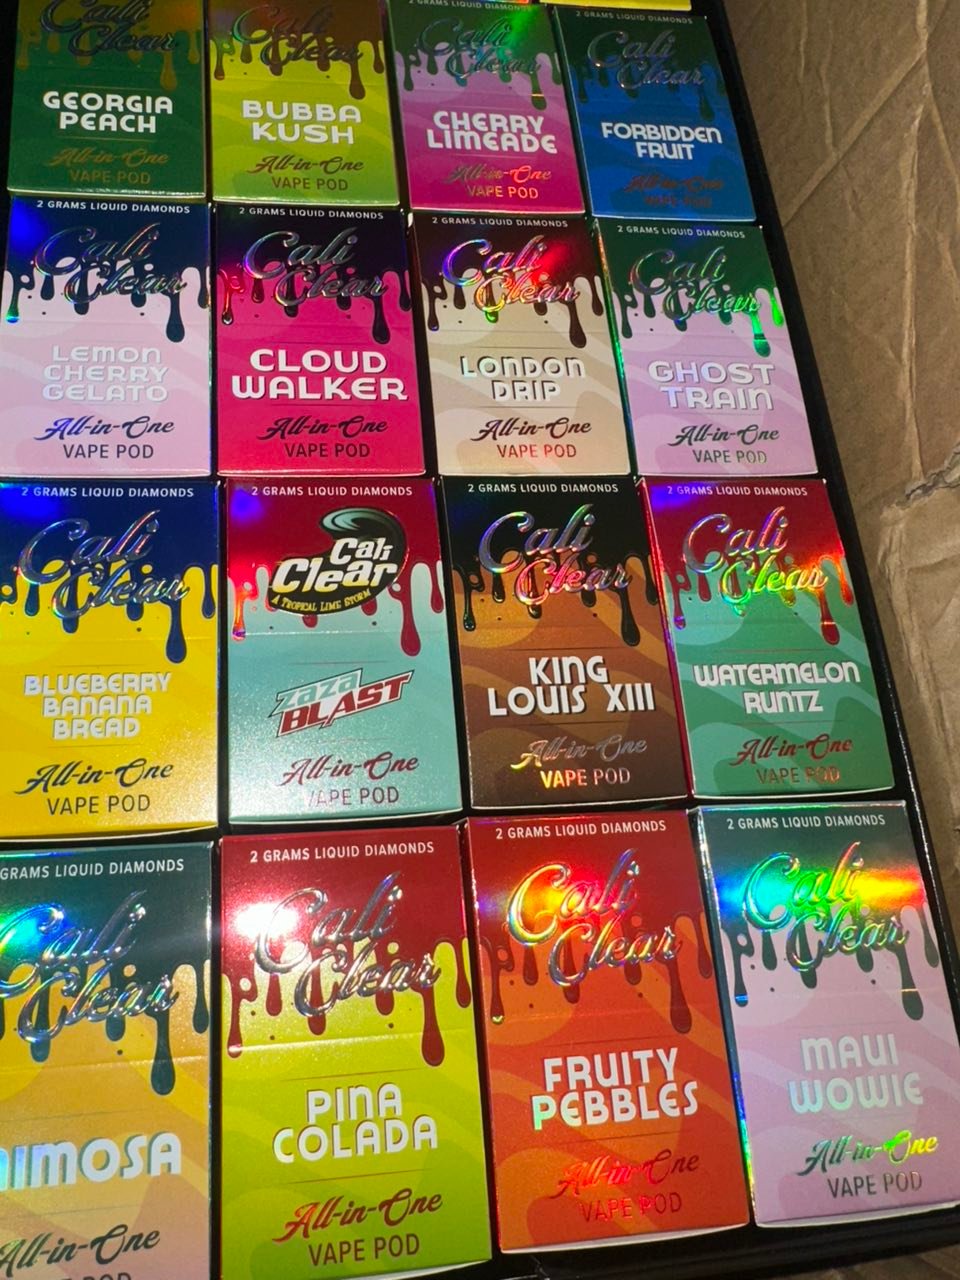 Cali
Clear
GEORGIA
PEACH
All-in-One
VAPE POD
Cali
Clear
BUBBA
KUSH
All-in-One
VAPE POD
2 GRAMS LIQUID DIAMONDS
Cali
Clear
CHERRY
LIMEADE
All-in-One
VAPE POD
Cali
Clear
FORBIDDEN
FRUIT
All-in-One
VAPE POD
2 GRAMS LIQUID DIAMONDS
Cali
Clear
LEMON
CHERRY
GELATO
All-in-One
VAPE POD
2 GRAMS LIQUID DIAMONDS
Cali
Clear
CLOUD
WALKER
All-in-One
VAPE POD
2 GRAMS LIQUID DIAMONDS
Cali
Clear
LONDON
DRIP
All-in-One
VAPE POD
2 GRAMS LIQUID DIAMONDS
Cali
Clear
GHOST
TRAIN
All-in-One
VAPE POD
2 GRAMS LIQUID DIAMONDS
Cali
Clear
BLUEBERRY
BANANA
BREAD
All-in-One
VAPE POD
2 GRAMS LIQUID DIAMONDS
Cali
Clear
A TROPICAL LIME STORM
zaza
BLAST
All-in-One
VAPE POD
2 GRAMS LIQUID DIAMONDS
Cali
Clear
KING
LOUIS XIII
All-in-One
VAPE POD
2 GRAMS LIQUID DIAMONDS
Cali
Clear
WATERMELON
RUNTZ
All-in-One
VAPE POD
GRAMS LIQUID DIAMONDS
Cali
Clear
MIMOSA
All-in-One
2 GRAMS LIQUID DIAMONDS
Cali
Clear
PINA
COLADA
All-in-One
VAPE POD
2 GRAMS LIQUID DIAMONDS
Cali
Clear
FRUITY
PEBBLES
All-in-One
VAPE POD
2 GRAMS LIQUID DIAMONDS
Cali
Clear
MAUI
WOWIE
All-in-One
VAPE POD